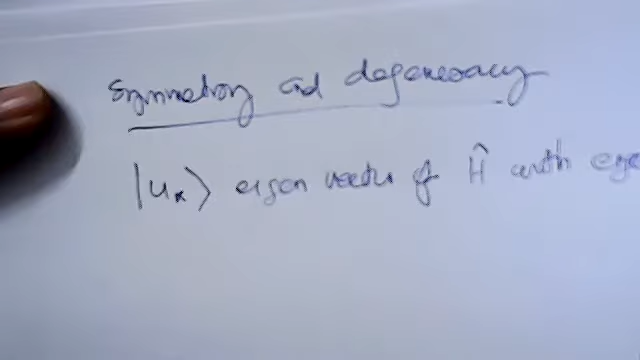 Symmetry and degeneracy
|uₖ⟩ eigen vector of Ĥ with